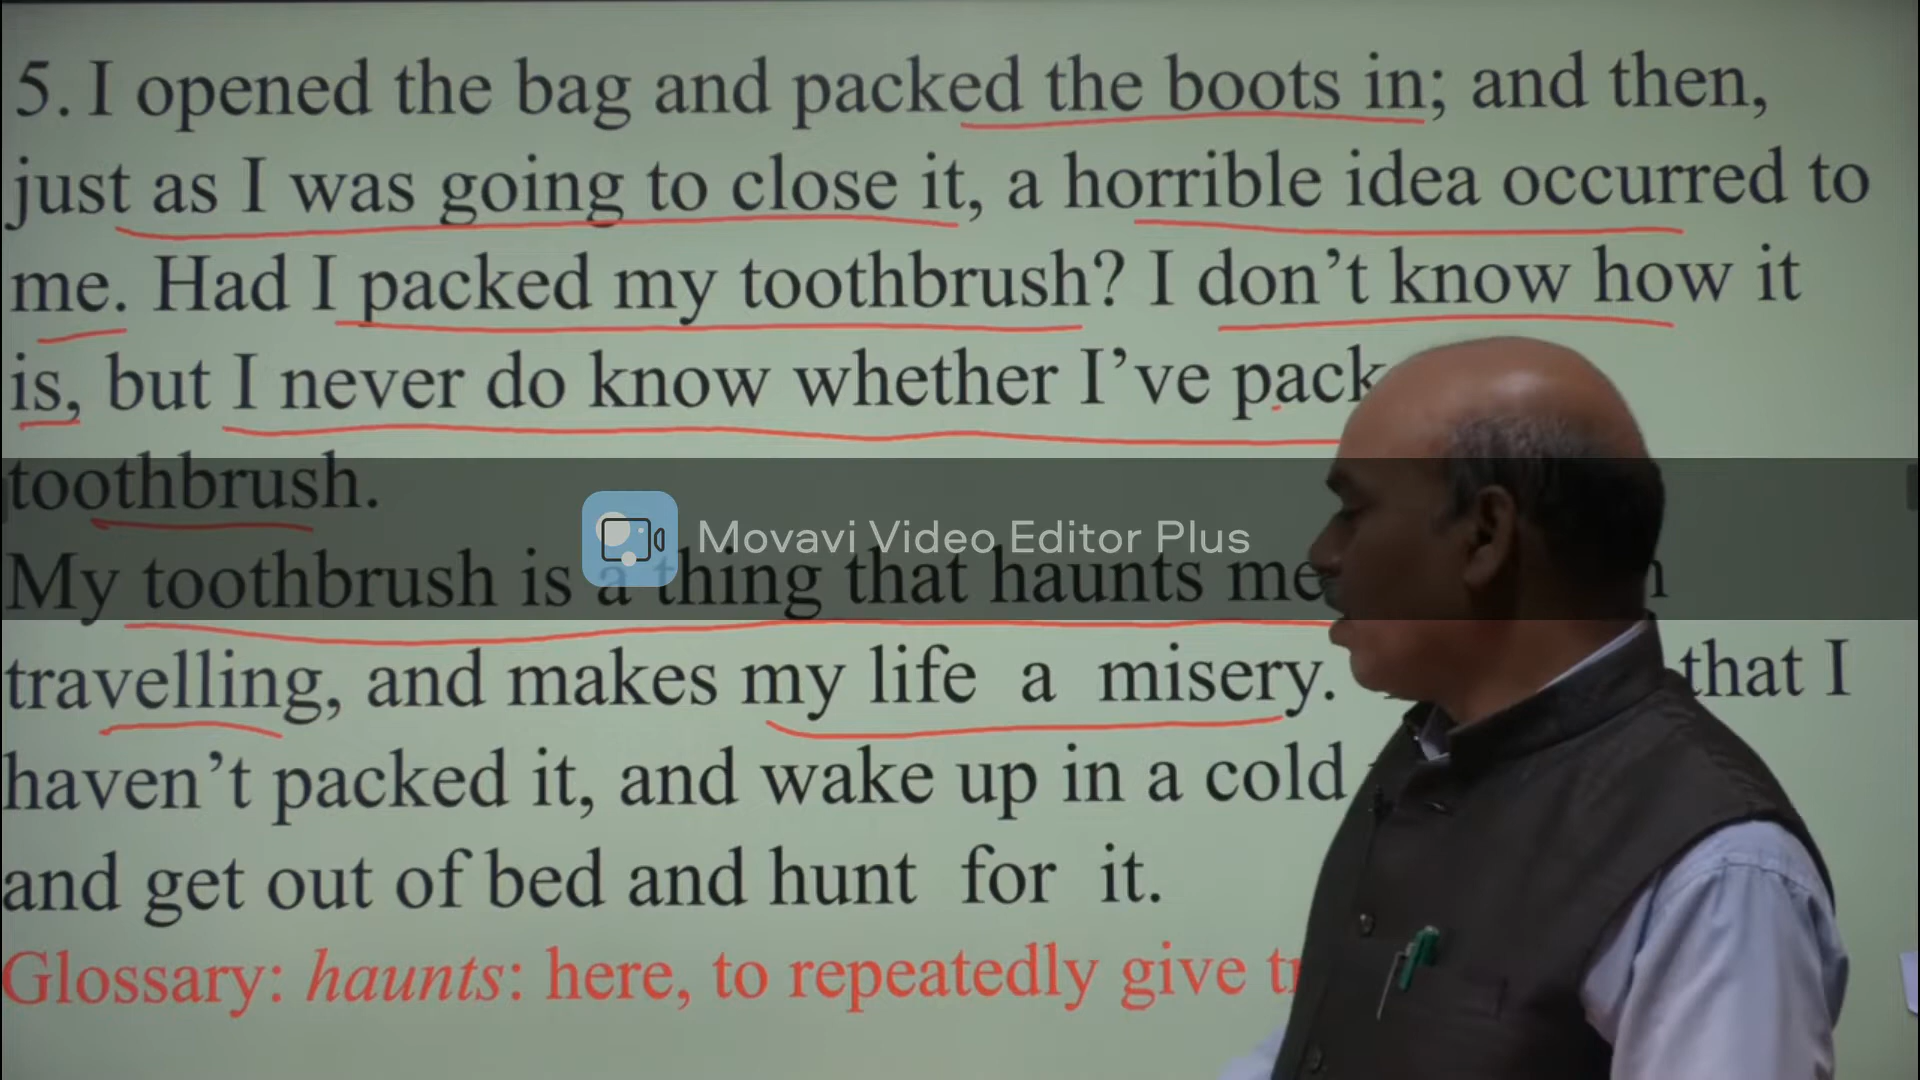 5. I opened the bag and packed the boots in; and then,
just as I was going to close it, a horrible idea occurred to
me. Had I packed my toothbrush? I don’t know how it
is, but I never do know whether I’ve
toothbrush.
Movavi Video Editor Plus
My toothbrush is a thing that haunts me
travelling, and makes my life a misery. that I
haven’t packed it, and wake up in a cold
and get out of bed and hunt for it.
Glossary: haunts: here, to repeatedly give